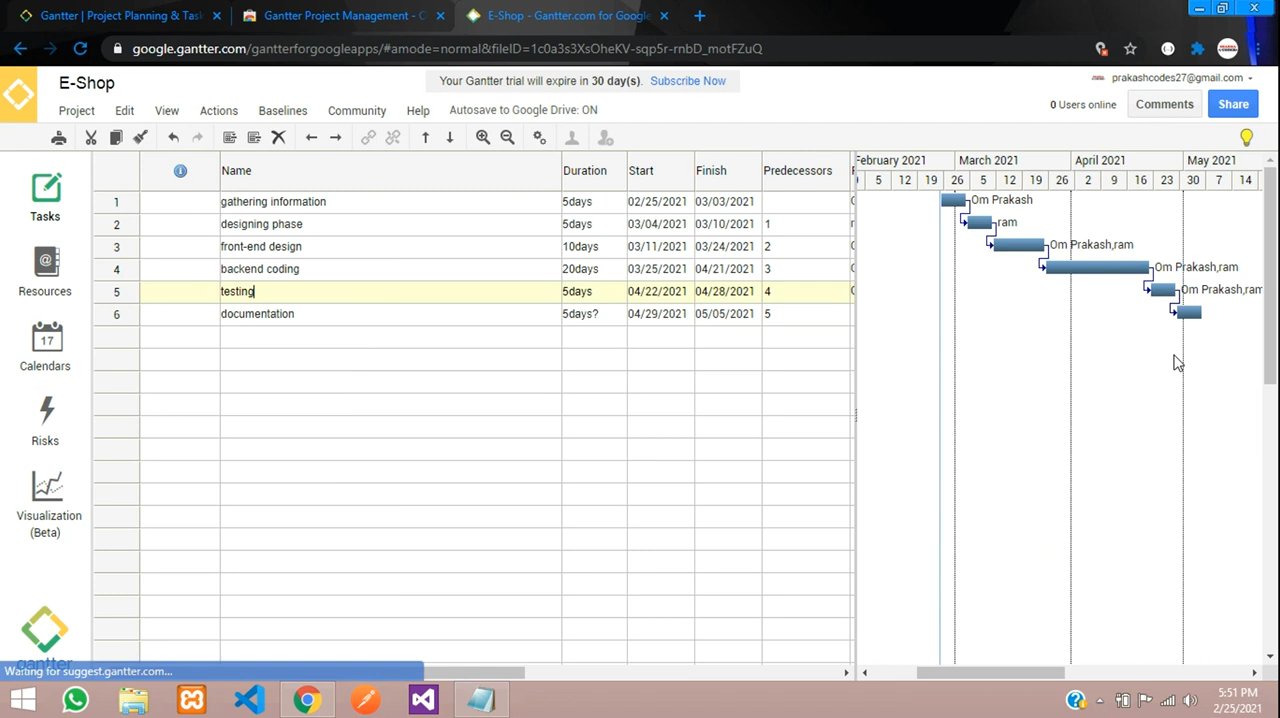 Gantter | Project Planning & Task
Gantter Project Management - C
E-Shop - Gantter.com for Google
google.gantter.com/gantterforgoogleapps/#amode=normal&fileID=1c0a3s3XsOheKV-sqp5r-rnbD_motFZuQ
E-Shop
Your Gantter trial will expire in 30 day(s). Subscribe Now
prakashcodes27@gmail.com
Project Edit View Actions Baselines Community Help Autosave to Google Drive: ON
0 Users online Comments Share
Name Duration Start Finish Predecessors
February 2021 March 2021 April 2021 May 2021
5 12 19 26 5 12 19 26 2 9 16 23 30 7 14
1 gathering information 5days 02/25/2021 03/03/2021 Om Prakash
2 designing phase 5days 03/04/2021 03/10/2021 1 ram
3 front-end design 10days 03/11/2021 03/24/2021 2 Om Prakash,ram
4 backend coding 20days 03/25/2021 04/21/2021 3 Om Prakash,ram
5 testing 5days 04/22/2021 04/28/2021 4 Om Prakash,ram
6 documentation 5days? 04/29/2021 05/05/2021 5
Tasks
Resources
17
Calendars
Risks
Visualization
(Beta)
gantter
Waiting for suggest.gantter.com...
5:51 PM
2/25/2021